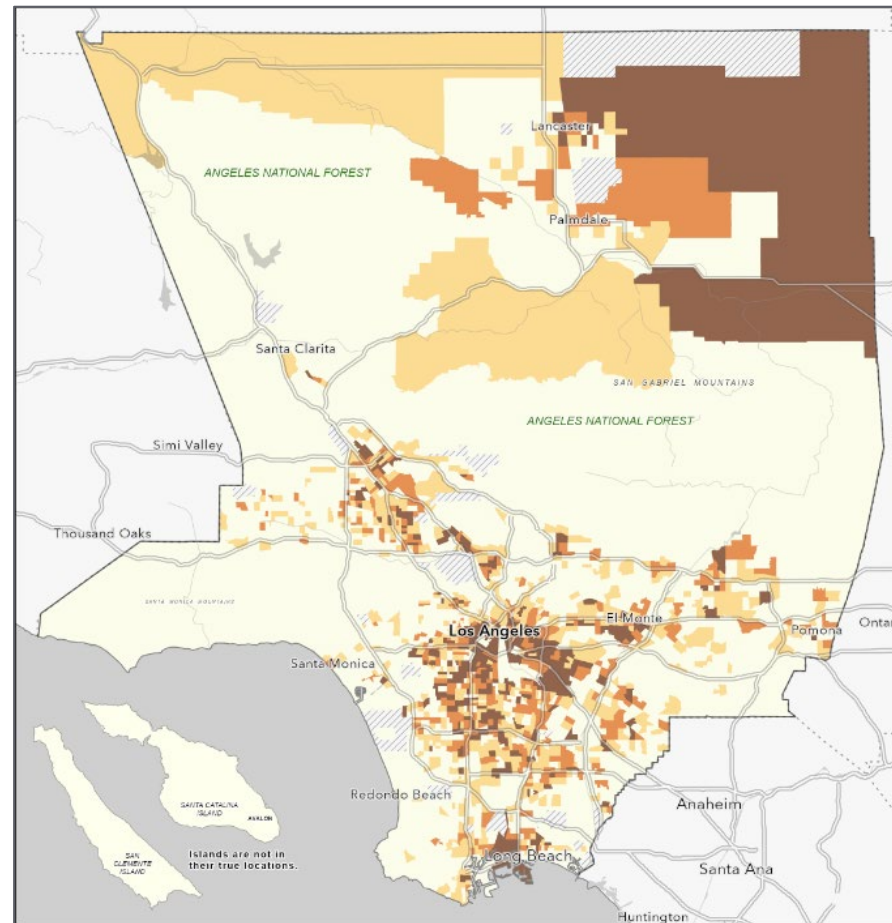 Lancaster
ANGELES NATIONAL FOREST
Palmdale
Santa Clarita
SAN GABRIEL MOUNTAINS
ANGELES NATIONAL FOREST
Simi Valley
Thousand Oaks
SANTA MONICA MOUNTAINS
El Monte
Los Angeles
Pomona
Ontar
Santa Monica
Redondo Beach
SANTA CATALINA
ISLAND
AVALON
Anaheim
SAN
CLEMENTE
ISLAND
Islands are not in
their true locations.
Long Beach
Santa Ana
Huntington